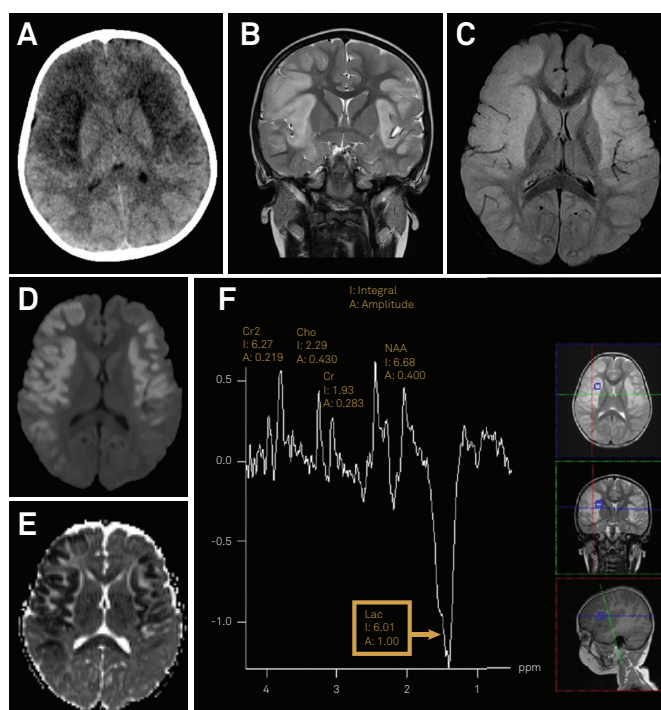 A
B
C
D
E
F
I: Integral
A: Amplitude
Cr2
I: 6.27
A: 0.219
Cho
I: 2.29
A: 0.430
Cr
I: 1.93
A: 0.283
NAA
I: 6.68
A: 0.400
0.5
0.0
-0.5
-1.0
Lac
I: 6.01
A: 1.00
4
3
2
1
ppm